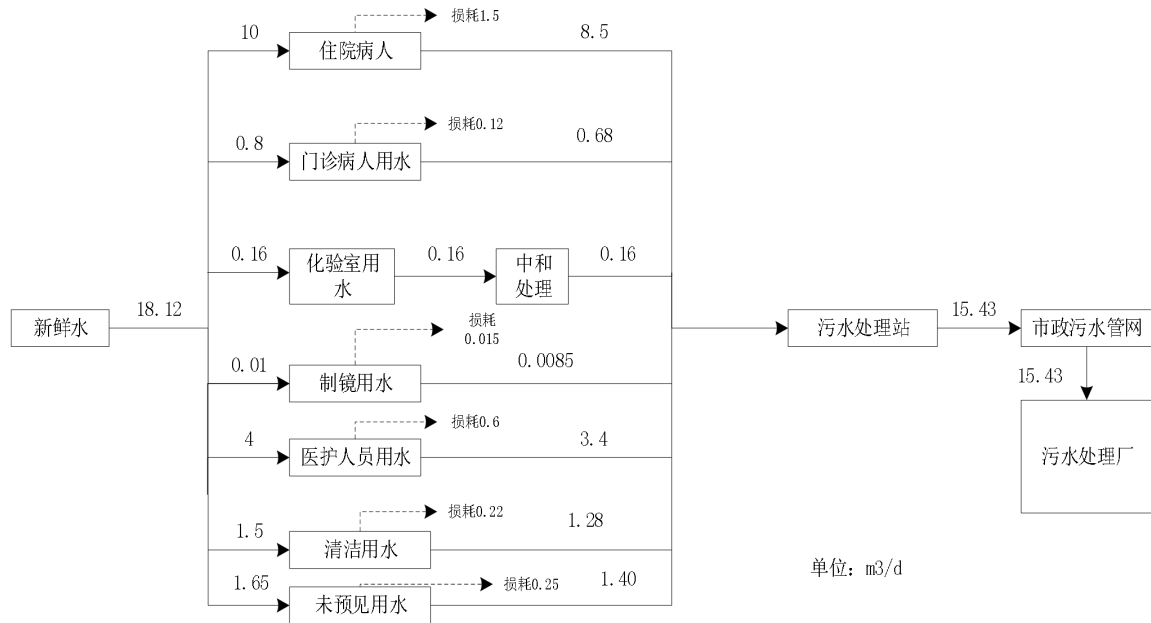 损耗1.5
10
住院病人
8.5
损耗0.12
0.8
门诊病人用水
0.68
0.16
化验室用
水
0.16
中和
处理
0.16
新鲜水
18.12
损耗
0.015
0.01
制镜用水
0.0085
污水处理站
15.43
市政污水管网
15.43
污水处理厂
损耗0.6
4
医护人员用水
3.4
损耗0.22
1.5
清洁用水
1.28
单位：m3/d
1.65
未预见用水
损耗0.25
1.40